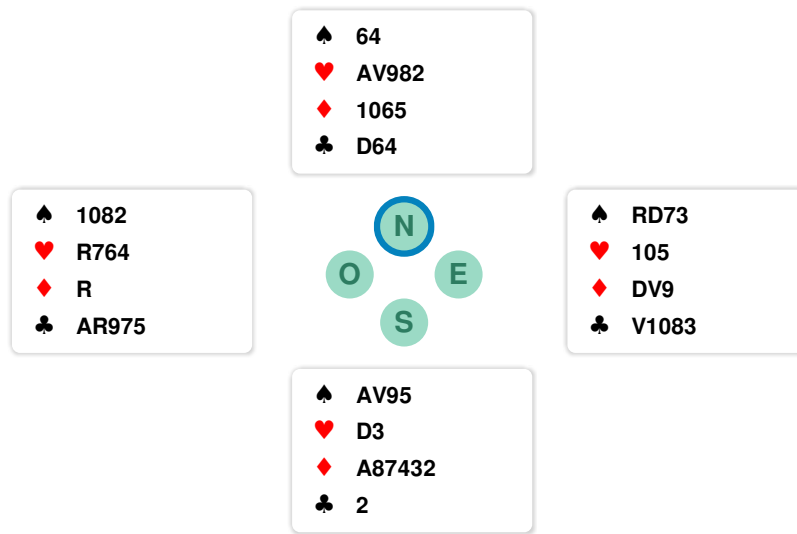 ♠ 64
♥ AV982
♦ 1065
♣ D64
♠ 1082
♥ R764
♦ R
♣ AR975
N
O
E
S
♠ RD73
♥ 105
♦ DV9
♣ V1083
♠ AV95
♥ D3
♦ A87432
♣ 2